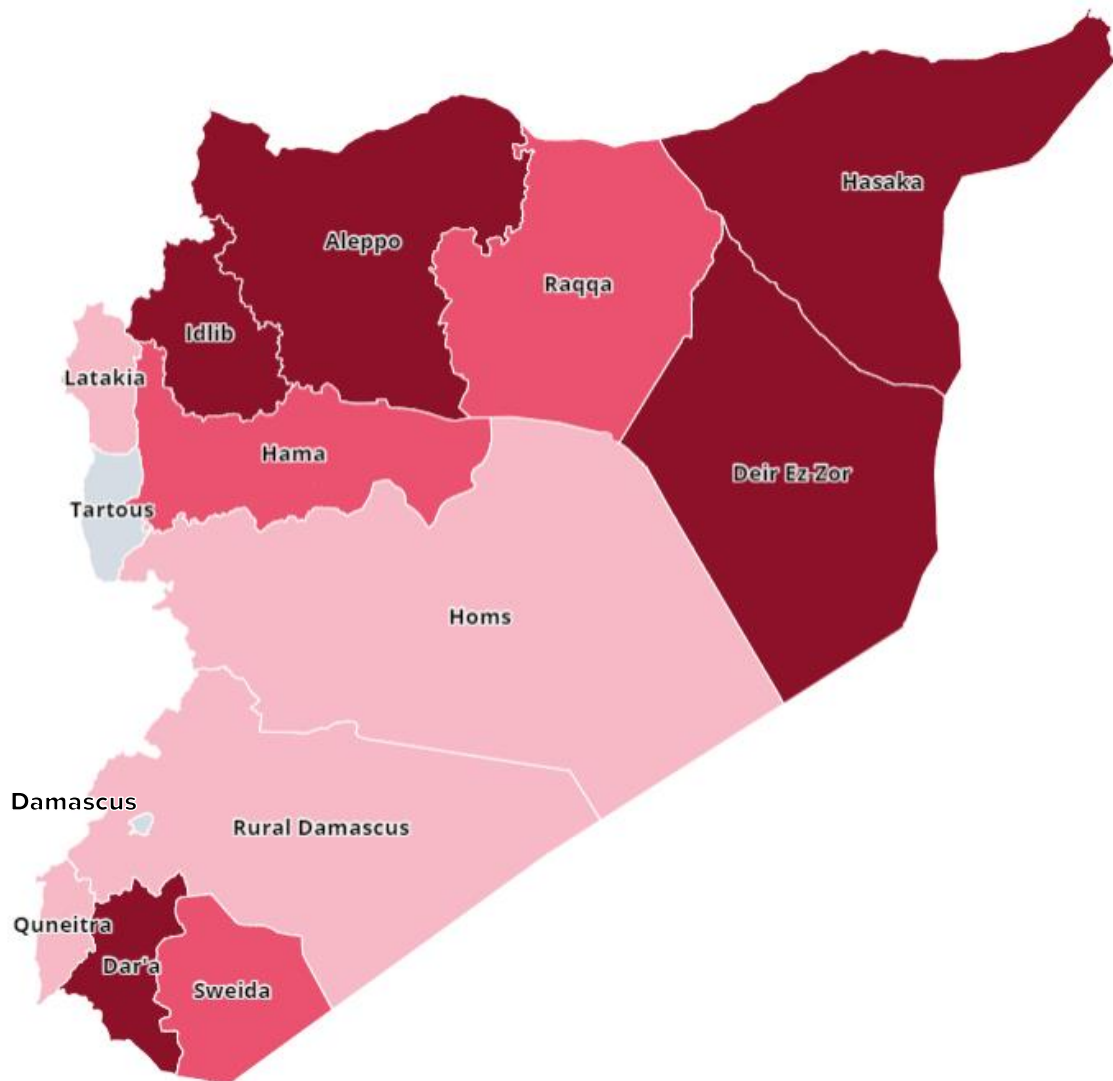 Hasaka
Aleppo
Raqqa
Idlib
Latakia
Hama
Deir Ez-Zor
Tartous
Homs
Damascus
Rural Damascus
Quneitra
Dar'a
Sweida